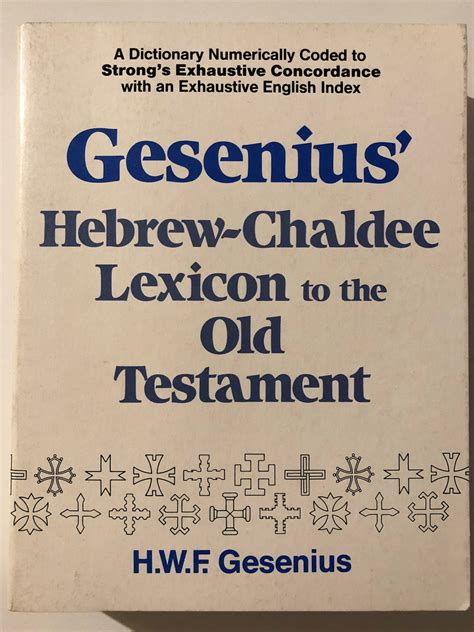 A Dictionary Numerically Coded to
Strong's Exhaustive Concordance
with an Exhaustive English Index
Gesenius'
Hebrew-Chaldee
Lexicon to the
Old
Testament
H.W.F. Gesenius